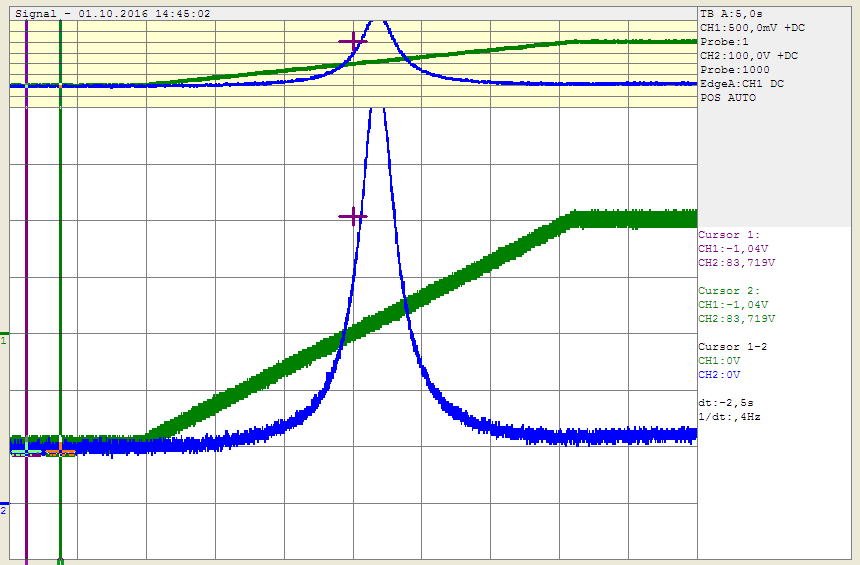 Signal - 01.10.2016 14:45:02
TB A:5,0s
CH1:500,0mV +DC
Probe:1
CH2:100,0V +DC
Probe:1000
EdgeA:CH1 DC
POS AUTO
Cursor 1:
CH1:-1,04V
CH2:83,719V
Cursor 2:
CH1:-1,04V
CH2:83,719V
Cursor 1-2
CH1:0V
CH2:0V
dt:-2,5s
1/dt:,4Hz
1
2